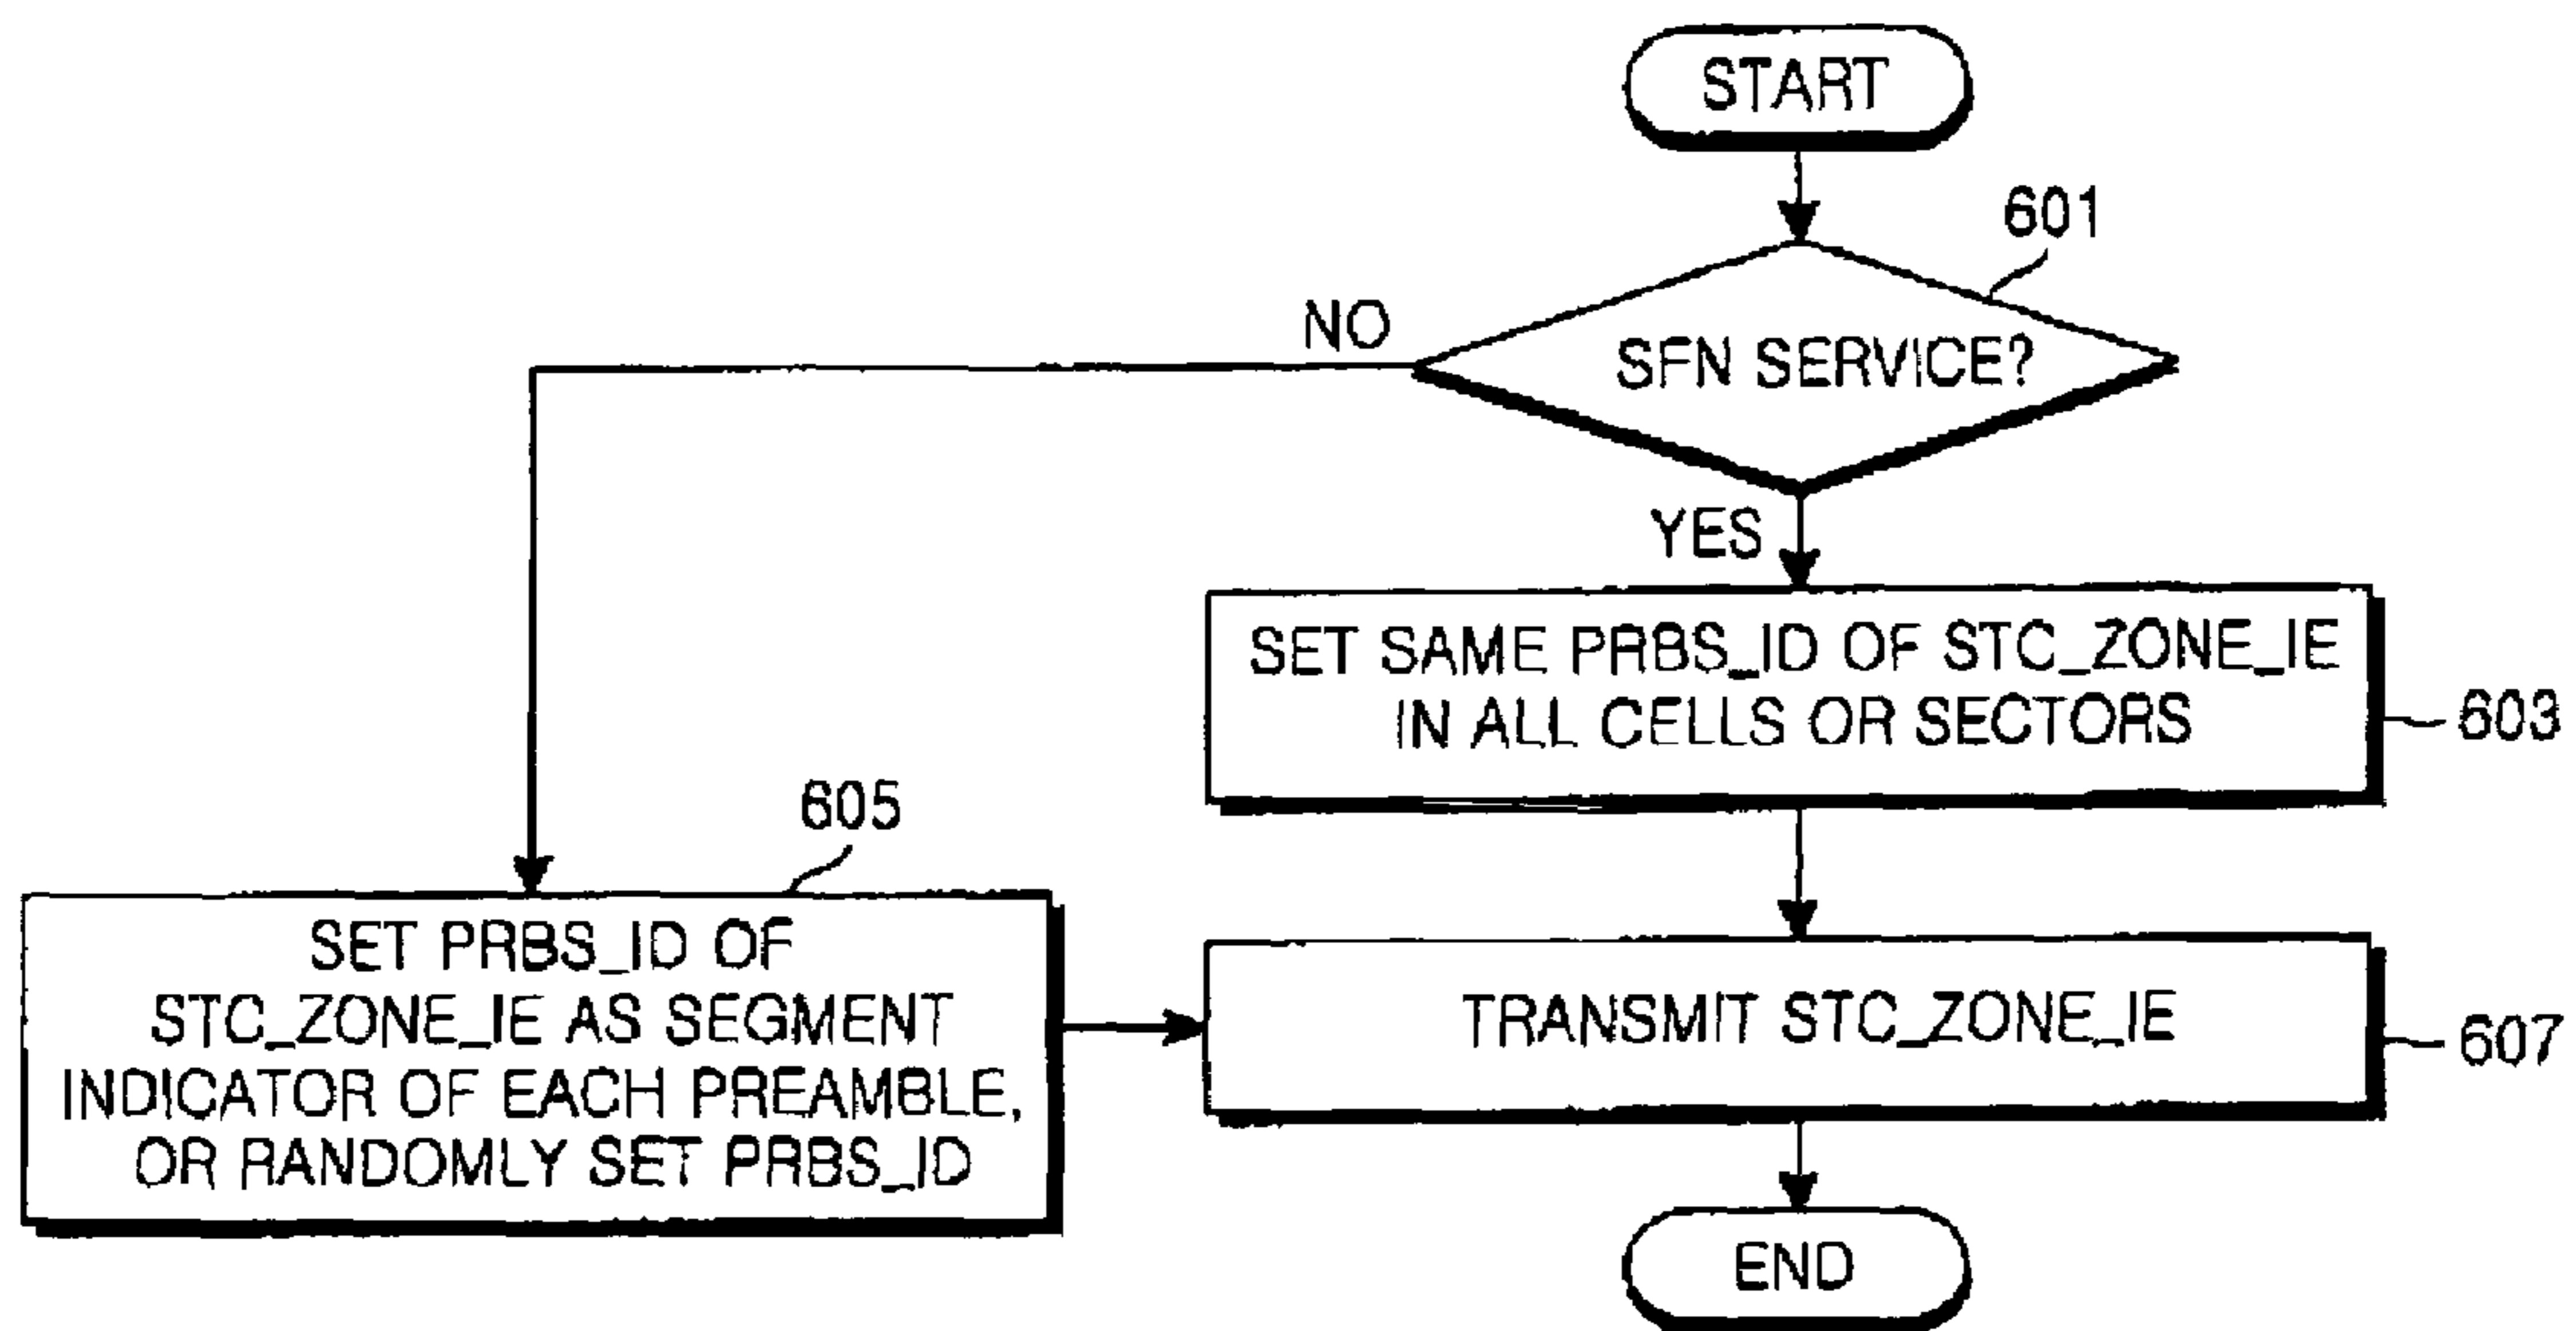 START
601
NO
SFN SERVICE?
YES
SET SAME PRBS_ID OF STC_ZONE_IE
IN ALL CELLS OR SECTORS
603
605
SET PRBS_ID OF
STC_ZONE_IE AS SEGMENT
INDICATOR OF EACH PREAMBLE,
OR RANDOMLY SET PRBS_ID
TRANSMIT STC_ZONE_IE
607
END